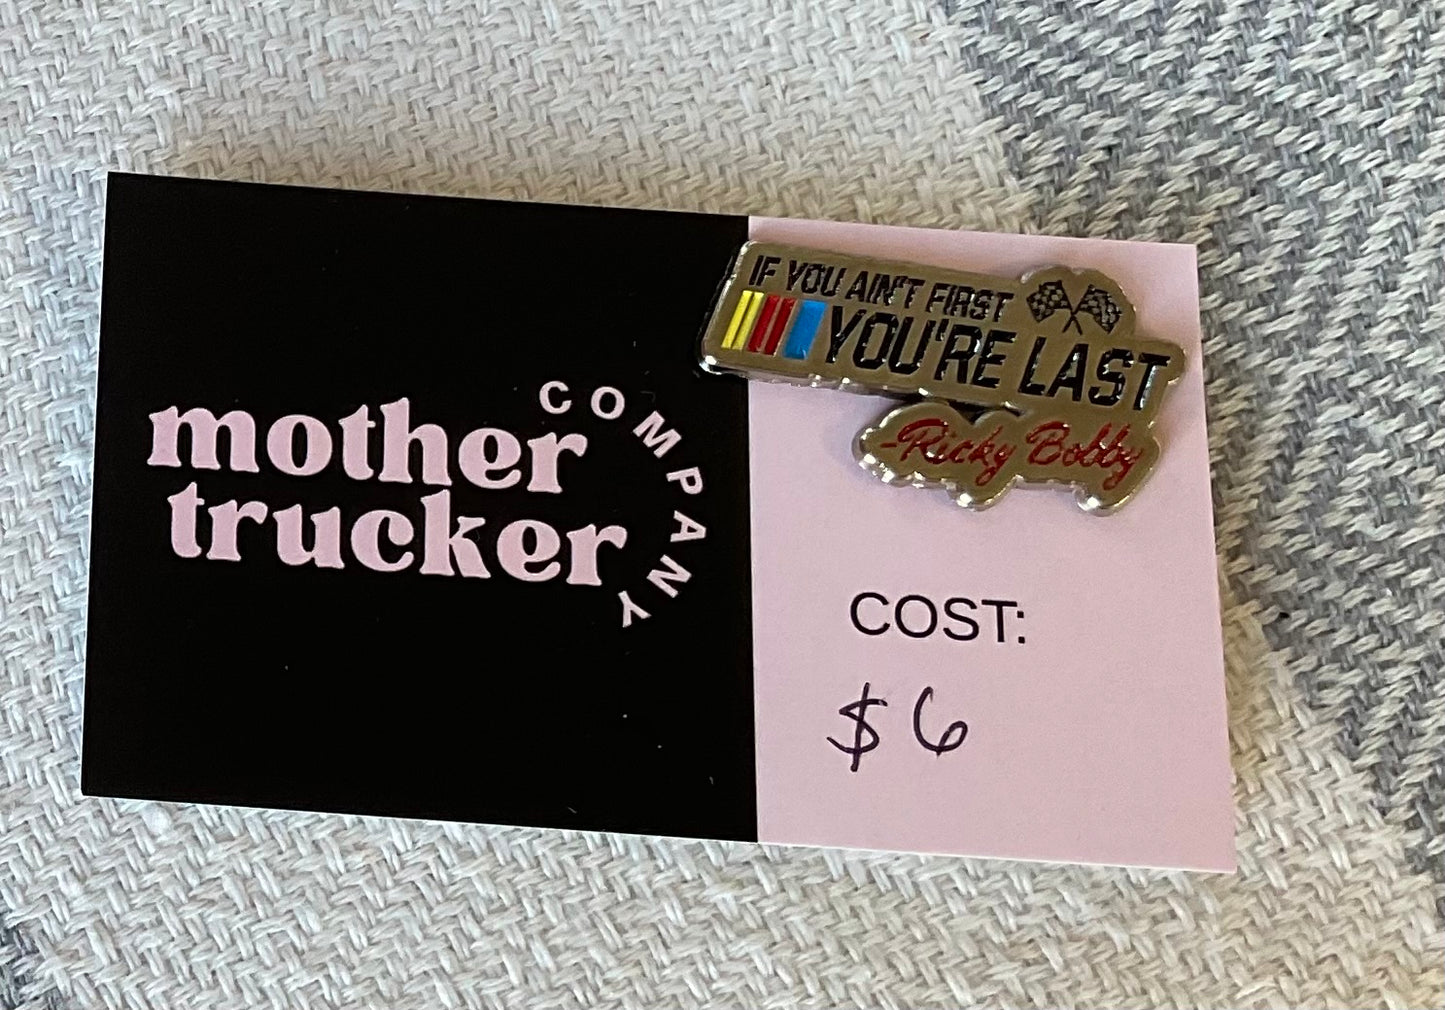 mother
trucker
COMPANY
IF YOU AIN'T FIRST
YOU'RE LAST
-Ricky Bobby
COST:
$6